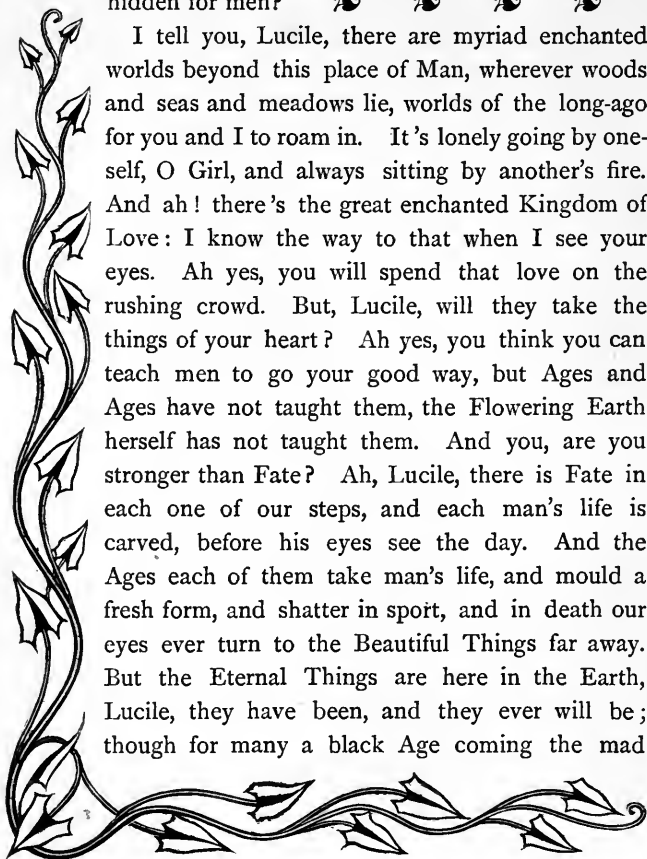 hidden for men?
I tell you, Lucile, there are myriad enchanted
worlds beyond this place of Man, wherever woods
and seas and meadows lie, worlds of the long-ago
for you and I to roam in. It's lonely going by one-
self, O Girl, and always sitting by another's fire.
And ah! there's the great enchanted Kingdom of
Love: I know the way to that when I see your
eyes. Ah yes, you will spend that love on the
rushing crowd. But, Lucile, will they take the
things of your heart? Ah yes, you think you can
teach men to go your good way, but Ages and
Ages have not taught them, the Flowering Earth
herself has not taught them. And you, are you
stronger than Fate? Ah, Lucile, there is Fate in
each one of our steps, and each man's life is
carved, before his eyes see the day. And the
Ages each of them take man's life, and mould a
fresh form, and shatter in sport, and in death our
eyes ever turn to the Beautiful Things far away.
But the Eternal Things are here in the Earth,
Lucile, they have been, and they ever will be;
though for many a black Age coming the mad